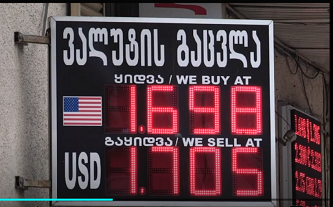 ვალუტის გაცვლა
ყიდვა / WE BUY AT
1.698
გაყიდვა / WE SELL AT
USD 1.705